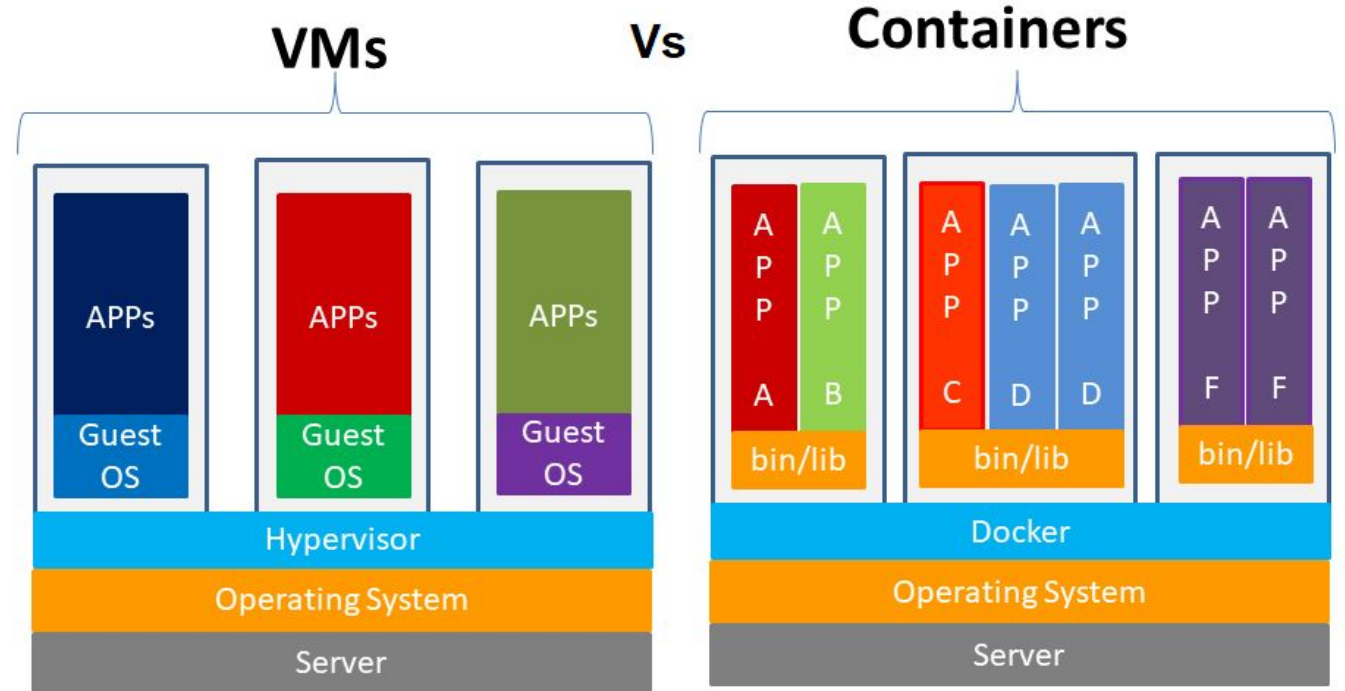 VMs
Vs
Containers
APPs
Guest
OS
APPs
Guest
OS
APPs
Guest
OS
Hypervisor
Operating System
Server
A
P
P
A
A
P
P
B
bin/lib
A
P
P
C
A
P
P
D
A
P
P
D
bin/lib
A
P
P
F
A
P
P
F
bin/lib
Docker
Operating System
Server